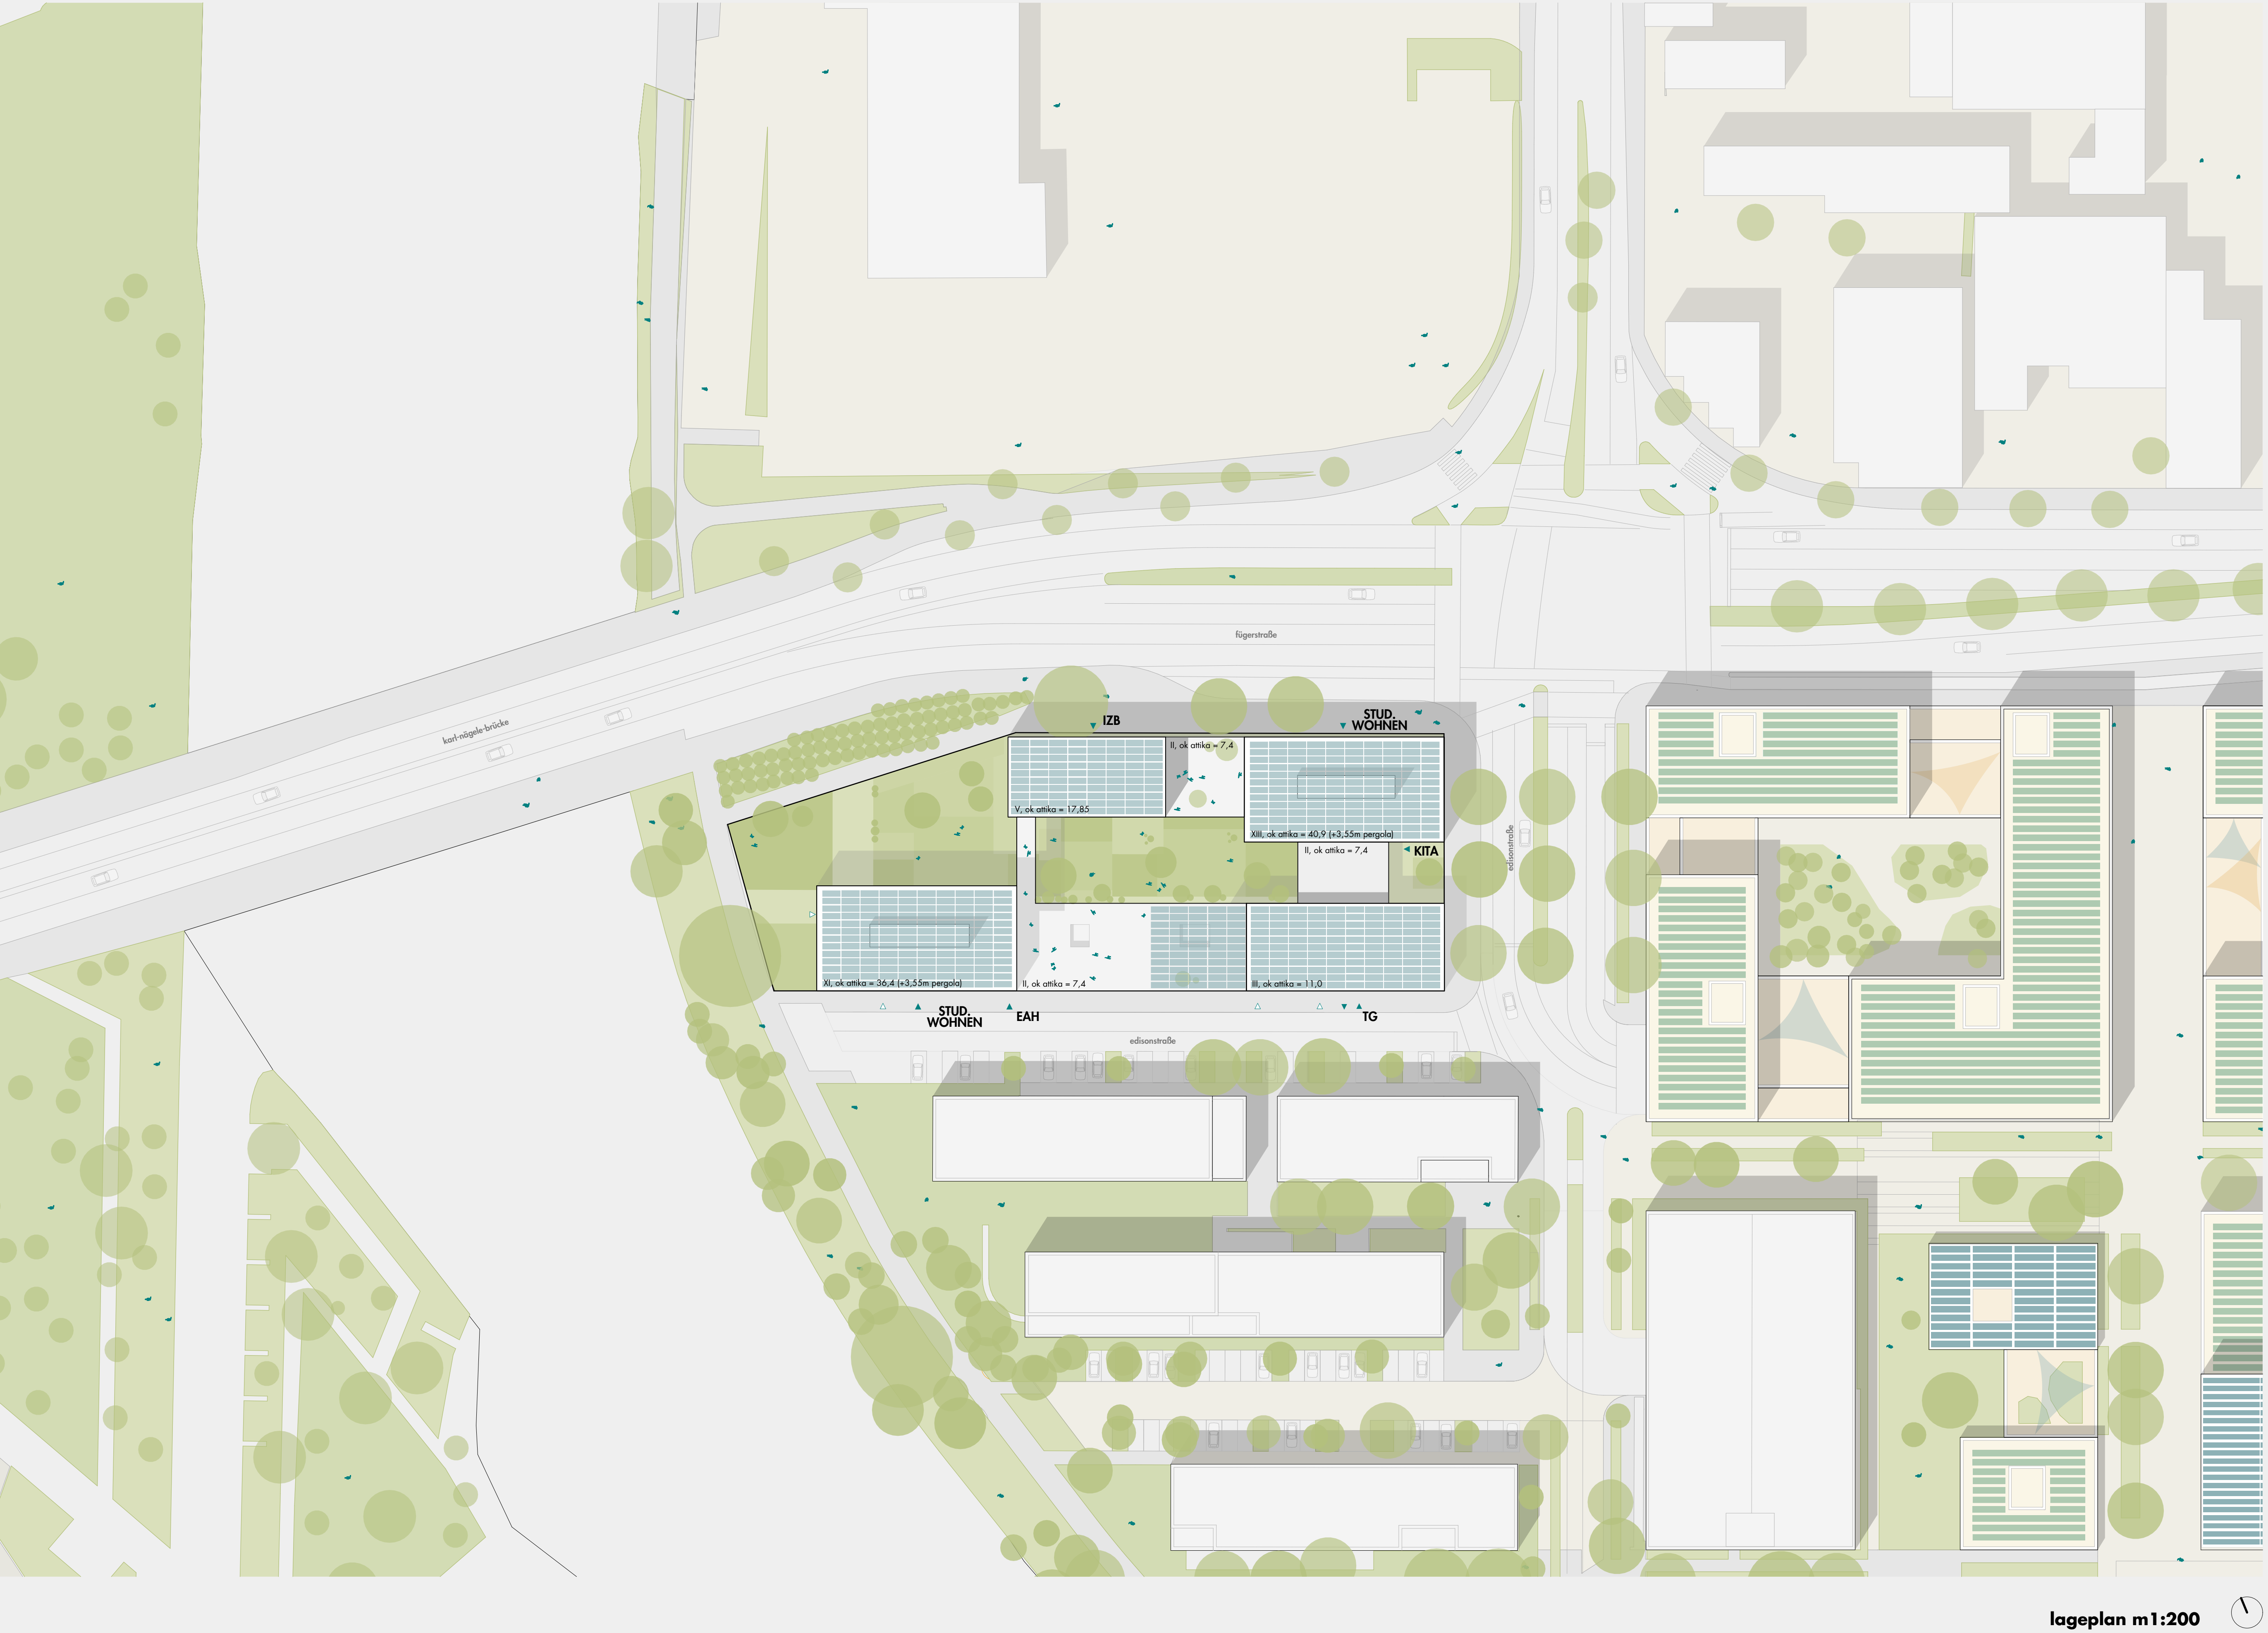 fügerstraße
karl-nägele-brücke
IZB
STUD.
WOHNEN
II, ok attika = 7,4
V, ok attika = 17,85
XIII, ok attika = 40,9 (+3,55m pergola)
II, ok attika = 7,4
KITA
edisonstraße
XI, ok attika = 36,4 (+3,55m pergola)
II, ok attika = 7,4
III, ok attika = 11,0
STUD.
WOHNEN
EAH
TG
edisonstraße
lageplan m1:200